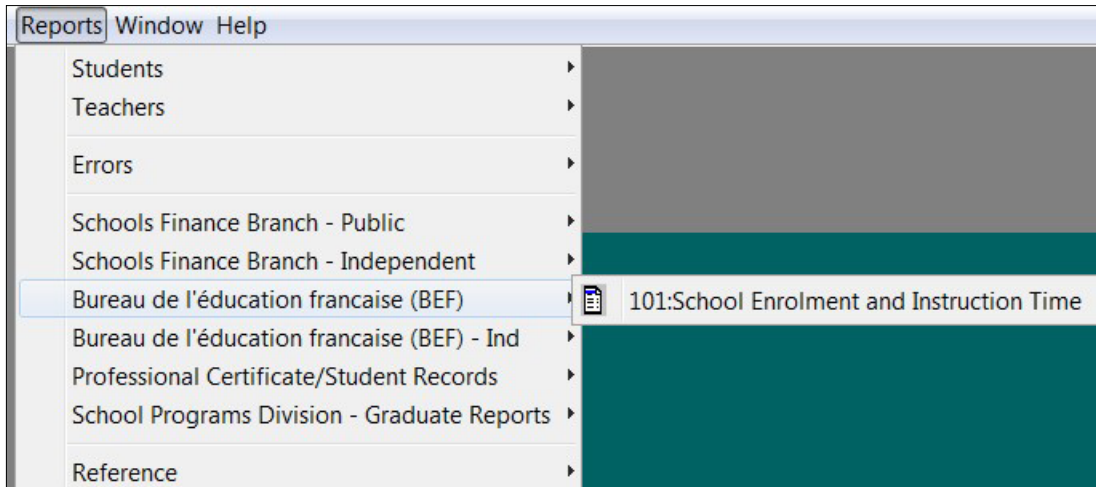 Reports Window Help
Students
Teachers
Errors
Schools Finance Branch - Public
Schools Finance Branch - Independent
Bureau de l'éducation francaise (BEF)
101:School Enrolment and Instruction Time
Bureau de l'éducation francaise (BEF) - Ind
Professional Certificate/Student Records
School Programs Division - Graduate Reports
Reference